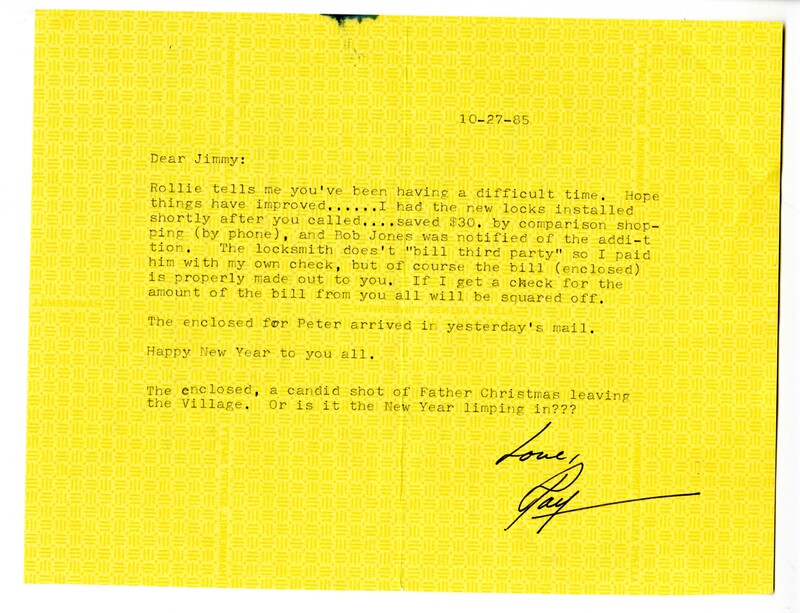 10-27-85
Dear Jimmy:
Rollie tells me you've been having a difficult time. Hope
things have improved......I had the new locks installed
shortly after you called....saved $30. by comparison shop-
ping (by phone), and Bob Jones was notified of the addi-t
tion. The locksmith does't "bill third party" so I paid
him with my own check, but of course the bill (enclosed)
is properly made out to you. If I get a check for the
amount of the bill from you all will be squared off.
The enclosed for Peter arrived in yesterday's mail.
Happy New Year to you all.
The enclosed, a candid shot of Father Christmas leaving
the Village. Or is it the New Year limping in???
Love,